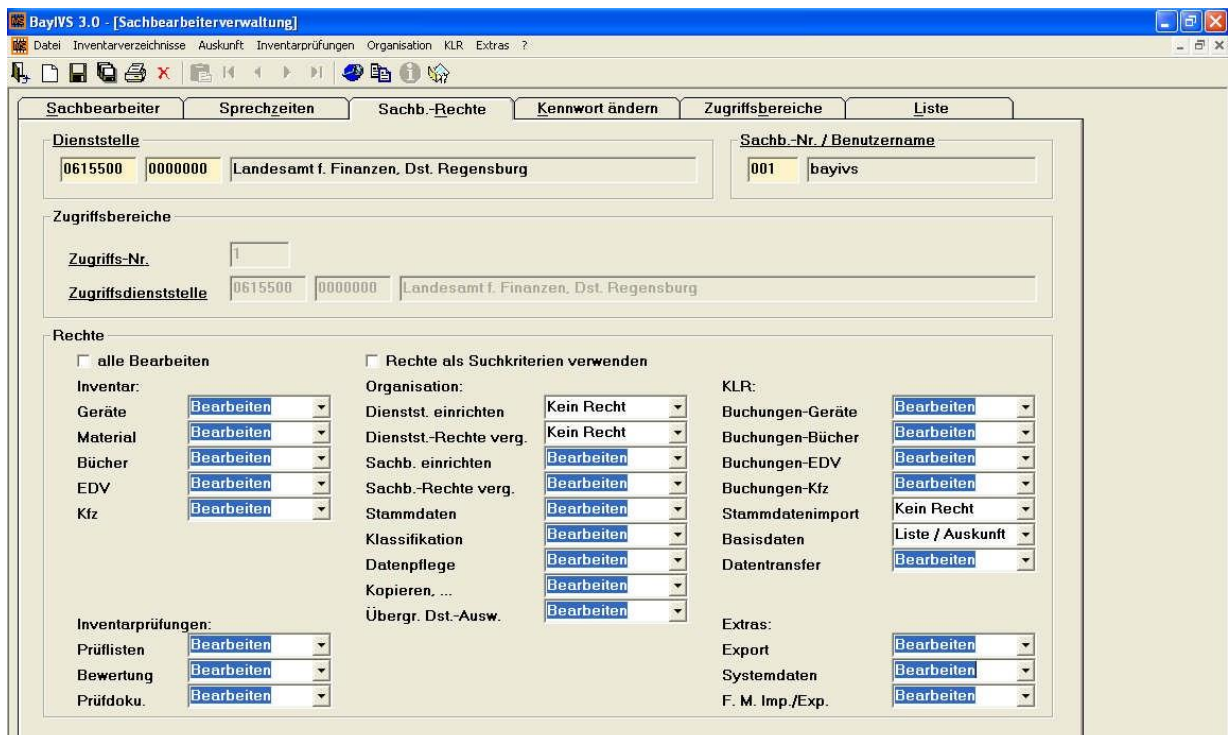 BayIVS 3.0 - [Sachbearbeiterverwaltung]
Datei Inventarverzeichnisse Auskunft Inventarprüfungen Organisation KLR Extras ?
Sachbearbeiter Sprechzeiten Sachb.-Rechte Kennwort ändern Zugriffsbereiche Liste
Dienststelle Sachb.-Nr. / Benutzername
0615500 0000000 Landesamt f. Finanzen, Dst. Regensburg 001 bayivs
Zugriffsbereiche
Zugriffs-Nr. 1
Zugriffsdienststelle 0615500 0000000 Landesamt f. Finanzen, Dst. Regensburg
Rechte
alle Bearbeiten Rechte als Suchkriterien verwenden
Inventar: Organisation: KLR:
Geräte Bearbeiten Dienstst. einrichten Kein Recht Buchungen-Geräte Bearbeiten
Material Bearbeiten Dienstst.-Rechte verg. Kein Recht Buchungen-Bücher Bearbeiten
Bücher Bearbeiten Sachb. einrichten Bearbeiten Buchungen-EDV Bearbeiten
EDV Bearbeiten Sachb.-Rechte verg. Bearbeiten Buchungen-Kfz Bearbeiten
Kfz Bearbeiten Stammdaten Bearbeiten Stammdatenimport Kein Recht
Klassifikation Bearbeiten Basisdaten Liste / Auskunft
Datenpflege Bearbeiten Datentransfer Bearbeiten
Kopieren, ... Bearbeiten
Inventarprüfungen: Übergr. Dst.-Ausw. Bearbeiten Extras:
Prüflisten Bearbeiten Export Bearbeiten
Bewertung Bearbeiten Systemdaten Bearbeiten
Prüfdoku. Bearbeiten F. M. Imp./Exp. Bearbeiten